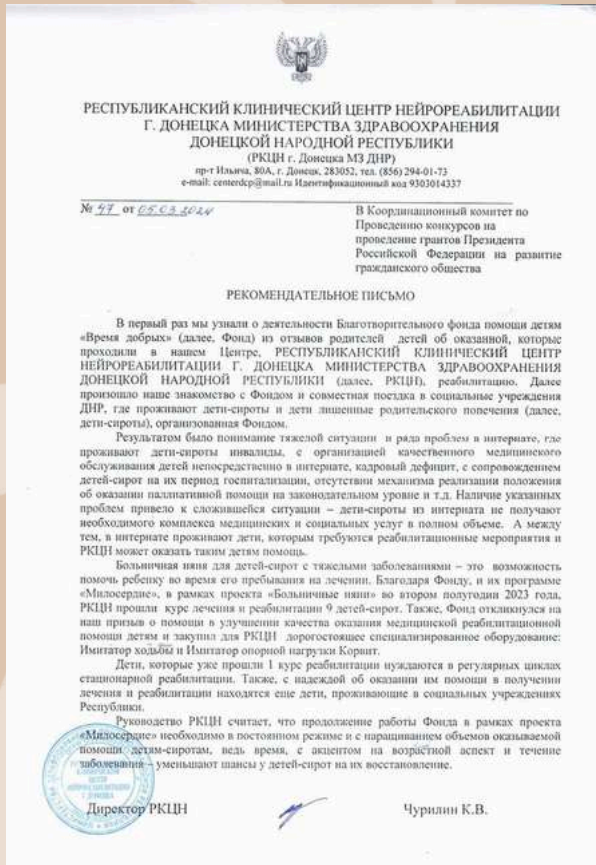 РЕСПУБЛИКАНСКИЙ КЛИНИЧЕСКИЙ ЦЕНТР НЕЙРОРЕАБИЛИТАЦИИ
Г. ДОНЕЦКА МИНИСТЕРСТВА ЗДРАВООХРАНЕНИЯ
ДОНЕЦКОЙ НАРОДНОЙ РЕСПУБЛИКИ
(РКЦН г. Донецка МЗ ДНР)
пр-т Ильича, 80А, г. Донецк, 283052, тел. (856) 294-01-73
e-mail: centerdcp@mail.ru Идентификационный код 9303014337
№ 47 от 05.03.2024
В Координационный комитет по
Проведению конкурсов на
проведение грантов Президента
Российской Федерации на развитие
гражданского общества
РЕКОМЕНДАТЕЛЬНОЕ ПИСЬМО
В первый раз мы узнали о деятельности Благотворительного фонда помощи детям
«Время добрых» (далее, Фонд) из отзывов родителей детей об оказанной, которые
проходили в нашем Центре, РЕСПУБЛИКАНСКИЙ КЛИНИЧЕСКИЙ ЦЕНТР
НЕЙРОРЕАБИЛИТАЦИИ Г. ДОНЕЦКА МИНИСТЕРСТВА ЗДРАВООХРАНЕНИЯ
ДОНЕЦКОЙ НАРОДНОЙ РЕСПУБЛИКИ (далее, РКЦН), реабилитацию. Далее
произошло наше знакомство с Фондом и совместная поездка в социальные учреждения
ДНР, где проживают дети-сироты и дети лишенные родительского попечения (далее,
дети-сироты), организованная Фондом.
Результатом было понимание тяжелой ситуации и ряда проблем в интернате, где
проживают дети-сироты инвалиды, с организацией качественного медицинского
обслуживания детей непосредственно в интернате, кадровый дефицит, с сопровождением
детей-сирот на их период госпитализации, отсутствии механизма реализации положения
об оказании паллиативной помощи на законодательном уровне и т.д. Наличие указанных
проблем привело к сложившейся ситуации – дети-сироты из интерната не получают
необходимого комплекса медицинских и социальных услуг в полном объеме. А между
тем, в интернате проживают дети, которым требуются реабилитационные мероприятия и
РКЦН может оказать таким детям помощь.
Больничная няня для детей-сирот с тяжелыми заболеваниями – это возможность
помочь ребенку во время его пребывания на лечении. Благодаря Фонду, и их программе
«Милосердие», в рамках проекта «Больничные няни» во втором полугодии 2023 года,
РКЦН прошли курс лечения и реабилитации 9 детей-сирот. Также, Фонд откликнулся на
наш призыв о помощи в улучшении качества оказания медицинской реабилитационной
помощи детям и закупил для РКЦН дорогостоящее специализированное оборудование:
Имитатор ходьбы и Имитатор опорной нагрузки Корвит.
Дети, которые уже прошли 1 курс реабилитации нуждаются в регулярных циклах
стационарной реабилитации. Также, с надеждой об оказании им помощи в получении
лечения и реабилитации находятся еще дети, проживающие в социальных учреждениях
Республики.
Руководство РКЦН считает, что продолжение работы Фонда в рамках проекта
«Милосердие» необходимо в постоянном режиме и с наращиванием объемов оказываемой
помощи детям-сиротам, ведь время, с акцентом на возрастной аспект и течение
заболевания – уменьшают шансы у детей-сирот на их восстановление.
Директор РКЦН
Чурилин К.В.